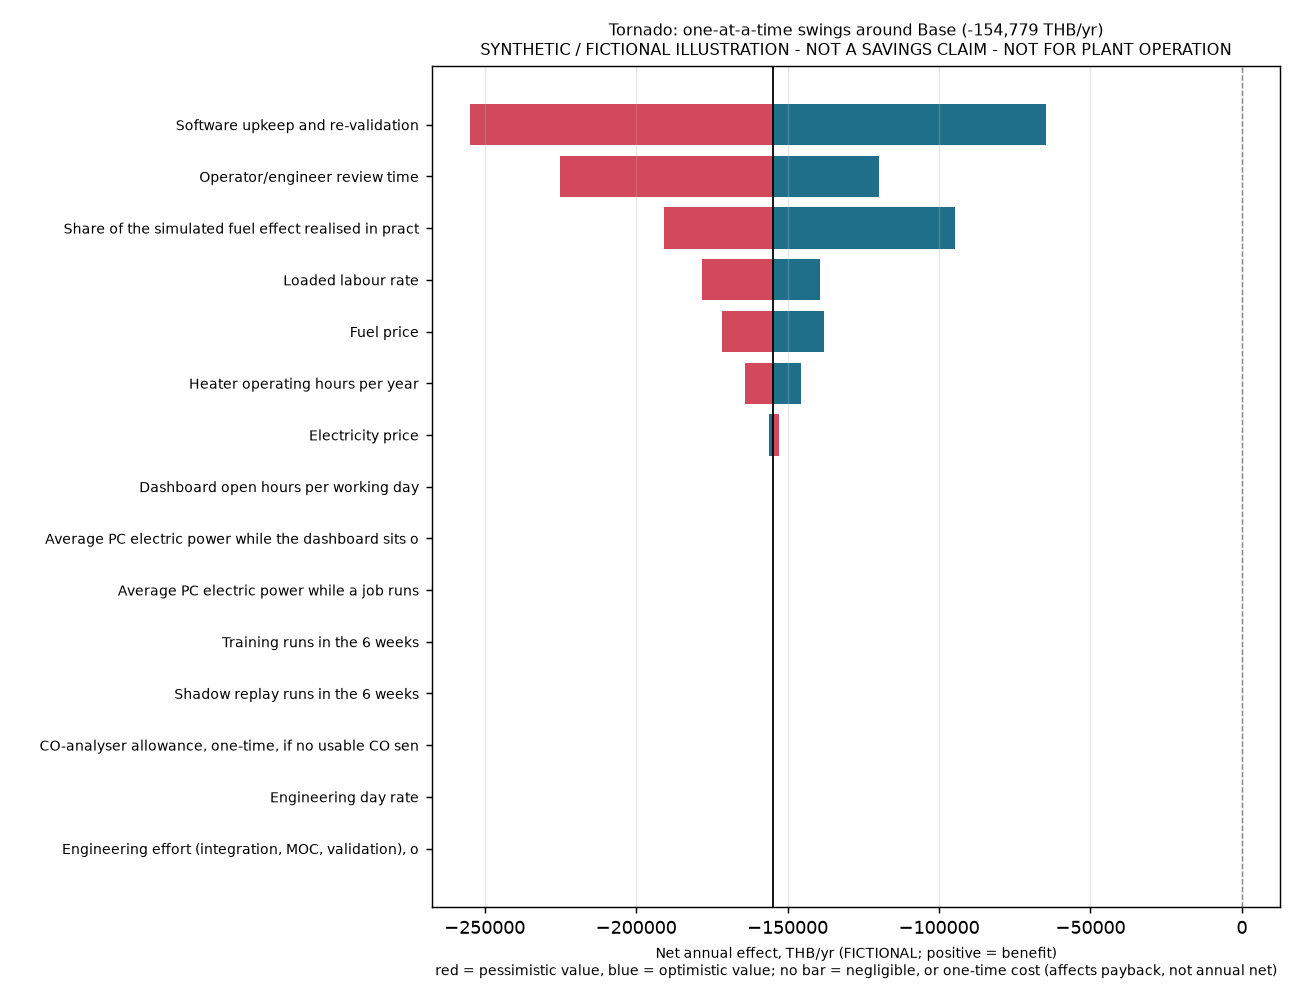 Tornado: one-at-a-time swings around Base (-154,779 THB/yr)
SYNTHETIC / FICTIONAL ILLUSTRATION - NOT A SAVINGS CLAIM - NOT FOR PLANT OPERATION
Software upkeep and re-validation
Operator/engineer review time
Share of the simulated fuel effect realised in pract
Loaded labour rate
Fuel price
Heater operating hours per year
Electricity price
Dashboard open hours per working day
Average PC electric power while the dashboard sits o
Average PC electric power while a job runs
Training runs in the 6 weeks
Shadow replay runs in the 6 weeks
CO-analyser allowance, one-time, if no usable CO sen
Engineering day rate
Engineering effort (integration, MOC, validation), o
−250000 −200000 −150000 −100000 −50000 0
Net annual effect, THB/yr (FICTIONAL; positive = benefit)
red = pessimistic value, blue = optimistic value; no bar = negligible, or one-time cost (affects payback, not annual net)